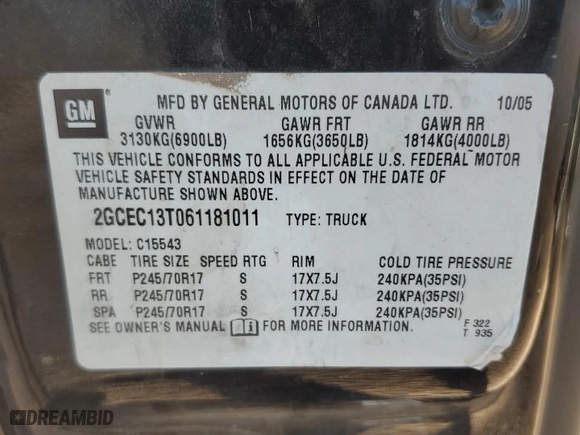 GM
MFD BY GENERAL MOTORS OF CANADA LTD. 10/05
GVWR GAWR FRT GAWR RR
3130KG(6900LB) 1656KG(3650LB) 1814KG(4000LB)
THIS VEHICLE CONFORMS TO ALL APPLICABLE U.S. FEDERAL MOTOR
VEHICLE SAFETY STANDARDS IN EFFECT ON THE DATE OF
MANUFACTURE SHOWN ABOVE.
2GCEC13T061181011 TYPE: TRUCK
MODEL: C15543
CABE TIRE SIZE SPEED RTG RIM COLD TIRE PRESSURE
FRT P245/70R17 S 17X7.5J 240KPA(35PSI)
RR P245/70R17 S 17X7.5J 240KPA(35PSI)
SPA P245/70R17 S 17X7.5J 240KPA(35PSI)
SEE OWNER'S MANUAL FOR MORE INFORMATION.
F 322
T 935
DREAMBID